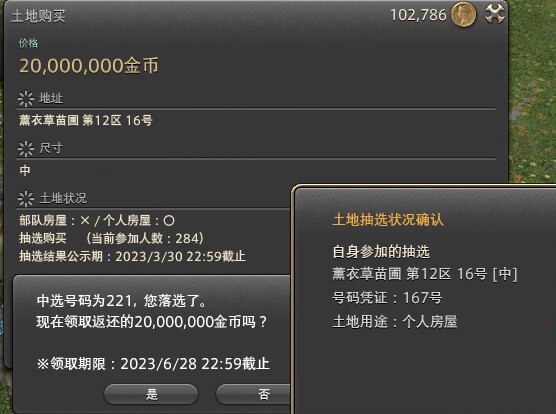 土地购买
102,786
价格
20,000,000金币
地址
薰衣草苗圃 第12区 16号
尺寸
中
土地状况
部队房屋：× / 个人房屋：〇
抽选购买 （当前参加人数：284）
抽选结果公示期：2023/3/30 22:59截止
中选号码为221，您落选了。
现在领取返还的20,000,000金币吗？
※领取期限：2023/6/28 22:59截止
是
否
土地抽选状况确认
自身参加的抽选
薰衣草苗圃 第12区 16号 [中]
号码凭证：167号
土地用途：个人房屋